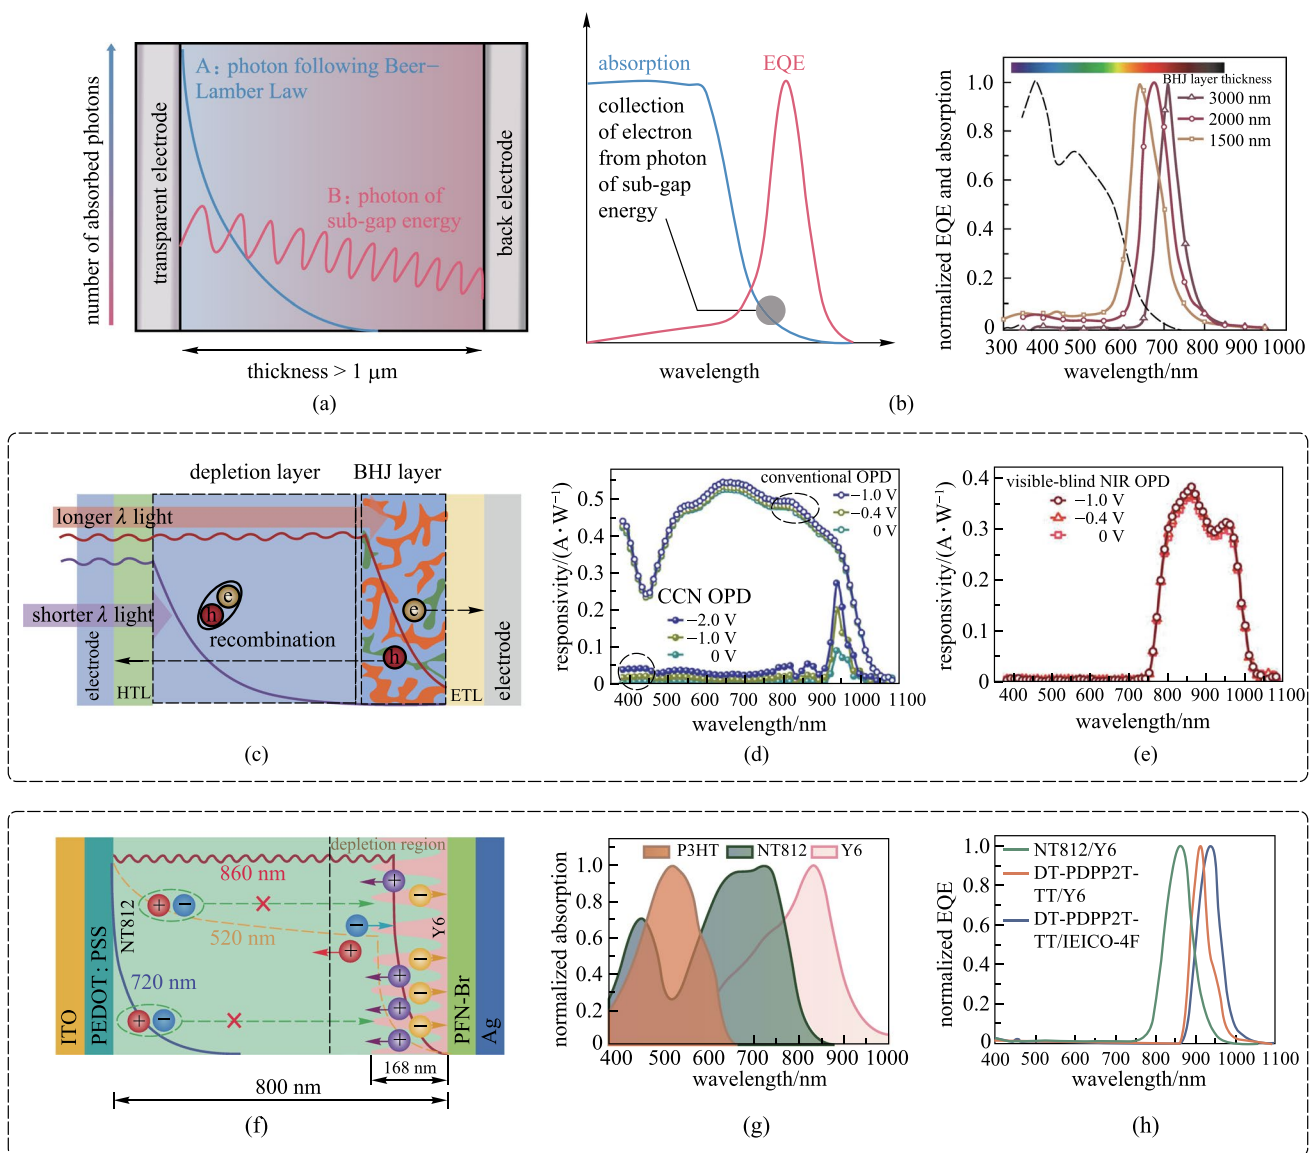 number of absorbed photons
transparent electrode
A: photon following Beer–
Lamber Law
B: photon of
sub-gap energy
back electrode
thickness > 1 μm
(a)
absorption
EQE
collection
of electron
from photon
of sub-gap
energy
wavelength
normalized EQE and absorption
1.0
0.8
0.6
0.4
0.2
0
BHJ layer thickness
3000 nm
2000 nm
1500 nm
300 400 500 600 700 800 900 1000
wavelength/nm
(b)
depletion layer
BHJ layer
longer λ light
shorter λ light
e
h
recombination
e
h
electrode
HTL
ETL
electrode
(c)
responsivity/(A·W⁻¹)
0.5
0.4
0.3
0.2
0.1
0
conventional OPD
−1.0 V
−0.4 V
0 V
CCN OPD
−2.0 V
−1.0 V
0 V
400 500 600 700 800 900 1100
wavelength/nm
(d)
responsivity/(A·W⁻¹)
0.4
0.3
0.2
0.1
0.0
visible-blind NIR OPD
−1.0 V
−0.4 V
0 V
400 500 600 700 800 900 1000 1100
wavelength/nm
(e)
ITO
PEDOT: PSS
NT812
depletion region
860 nm
520 nm
720 nm
Y6
PFN-Br
Ag
168 nm
800 nm
(f)
normalized absorption
1.0
0.8
0.6
0.4
0.2
0
P3HT
NT812
Y6
400 500 600 700 800 900 1000
wavelength/nm
(g)
normalized EQE
1.0
0.8
0.6
0.4
0.2
0
NT812/Y6
DT-PDPP2T-
TT/Y6
DT-PDPP2T-
TT/IEICO-4F
400 500 600 700 800 900 1000 1100
wavelength/nm
(h)